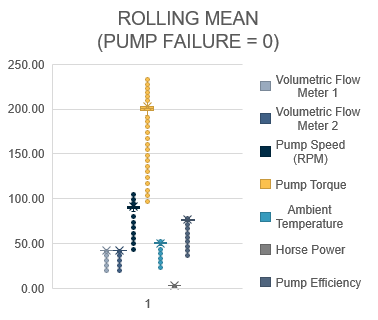 ROLLING MEAN
(PUMP FAILURE = 0)
250.00
200.00
150.00
100.00
50.00
0.00
1
Volumetric Flow
Meter 1
Volumetric Flow
Meter 2
Pump Speed
(RPM)
Pump Torque
Ambient
Temperature
Horse Power
Pump Efficiency